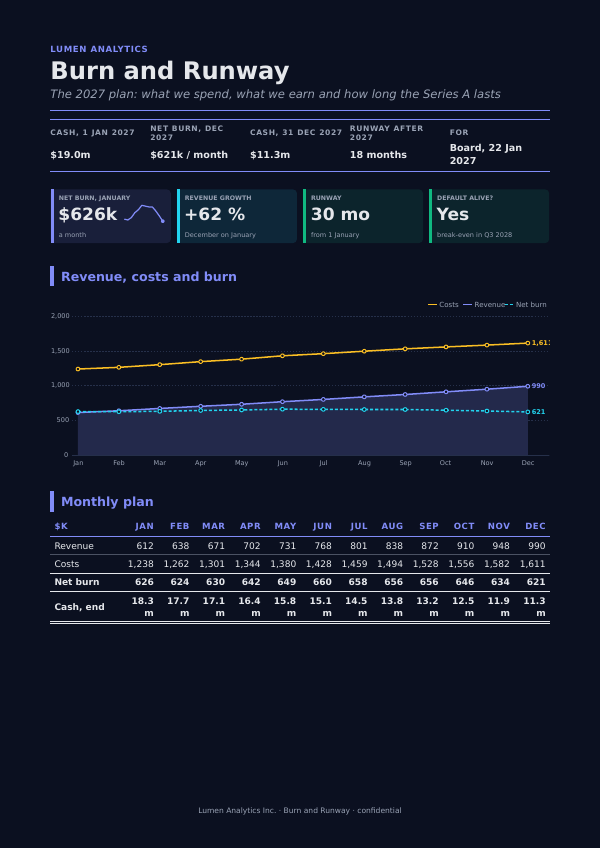 LUMEN ANALYTICS
Burn and Runway
The 2027 plan: what we spend, what we earn and how long the Series A lasts
CASH, 1 JAN 2027
$19.0m
NET BURN, DEC
2027
$621k / month
CASH, 31 DEC 2027
$11.3m
RUNWAY AFTER
2027
18 months
FOR
Board, 22 Jan
2027
NET BURN, JANUARY
$626k
a month
REVENUE GROWTH
+62 %
December on January
RUNWAY
30 mo
from 1 January
DEFAULT ALIVE?
Yes
break-even in Q3 2028
Revenue, costs and burn
Costs Revenue Net burn
2,000
1,500
1,000
500
0
1,611
990
621
Jan Feb Mar Apr May Jun Jul Aug Sep Oct Nov Dec
Monthly plan
$K JAN FEB MAR APR MAY JUN JUL AUG SEP OCT NOV DEC
Revenue 612 638 671 702 731 768 801 838 872 910 948 990
Costs 1,238 1,262 1,301 1,344 1,380 1,428 1,459 1,494 1,528 1,556 1,582 1,611
Net burn 626 624 630 642 649 660 658 656 656 646 634 621
Cash, end 18.3 17.7 17.1 16.4 15.8 15.1 14.5 13.8 13.2 12.5 11.9 11.3
m m m m m m m m m m m m
Lumen Analytics Inc. · Burn and Runway · confidential